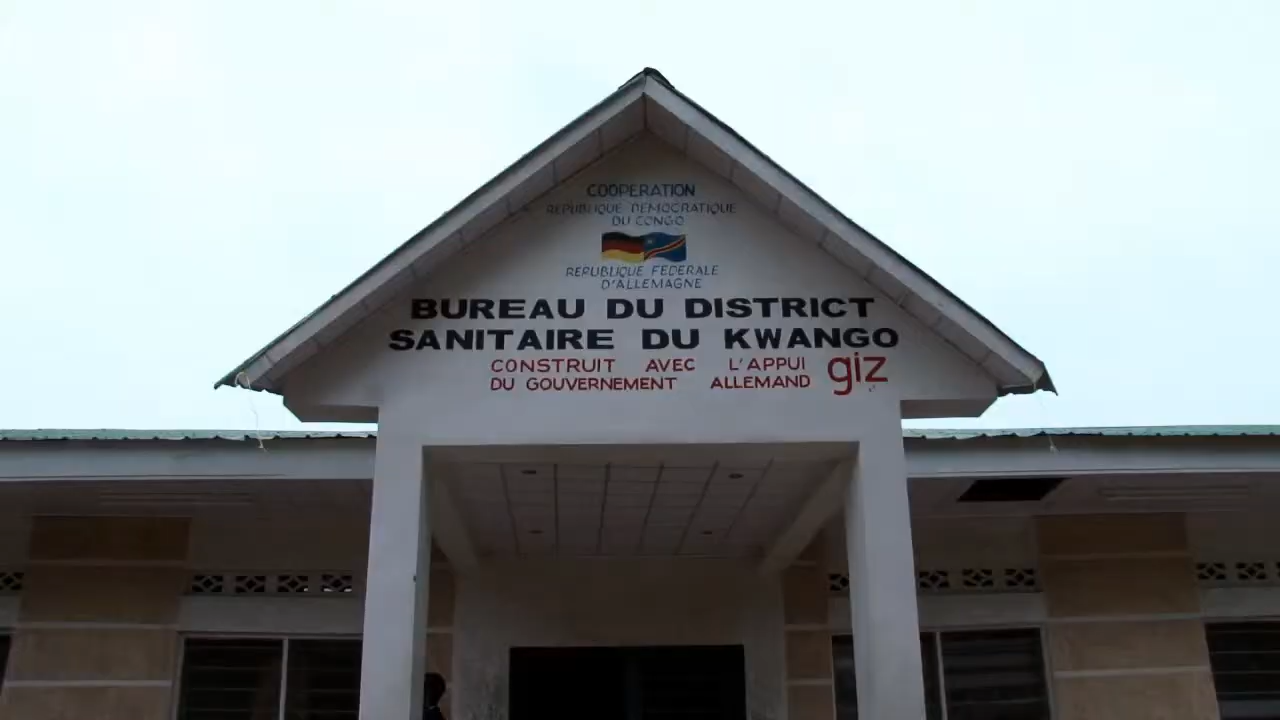 COOPERATION
REPUBLIQUE DEMOCRATIQUE
DU CONGO
REPUBLIQUE FEDERALE
D'ALLEMAGNE
BUREAU DU DISTRICT
SANITAIRE DU KWANGO
CONSTRUIT AVEC L'APPUI
DU GOUVERNEMENT ALLEMAND
giz